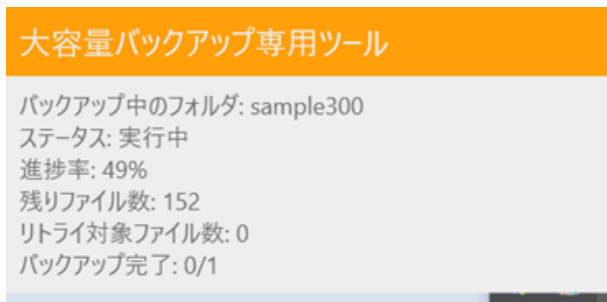 大容量バックアップ専用ツール
バックアップ中のフォルダ: sample300
ステータス: 実行中
進捗率: 49%
残りファイル数: 152
リトライ対象ファイル数: 0
バックアップ完了: 0/1